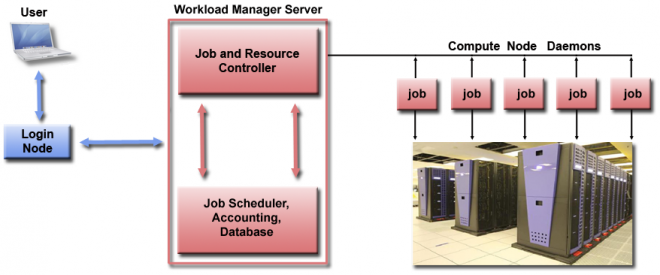 User
Workload Manager Server
Job and Resource
Controller
Compute Node Daemons
job job job job job
Login
Node
Job Scheduler,
Accounting,
Database